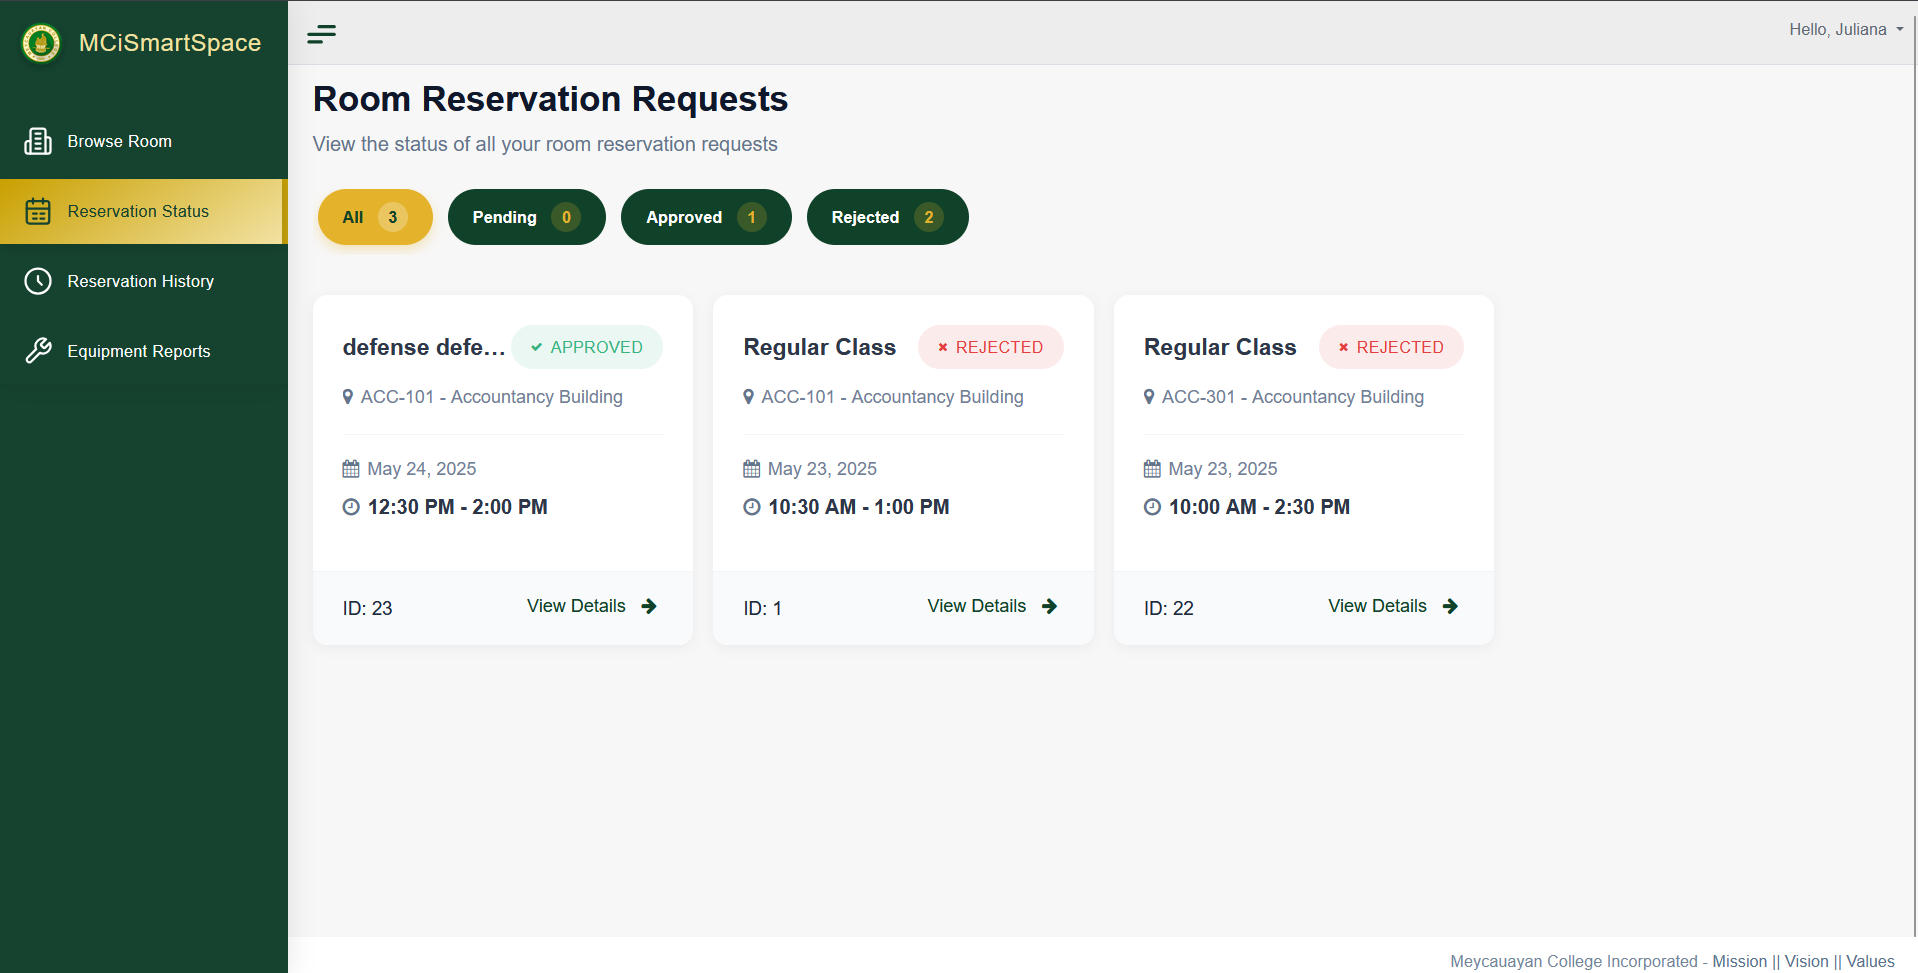 MCiSmartSpace
Hello, Juliana
Browse Room
Reservation Status
Reservation History
Equipment Reports
Room Reservation Requests
View the status of all your room reservation requests
All 3 Pending 0 Approved 1 Rejected 2
defense defe... APPROVED
ACC-101 - Accountancy Building
May 24, 2025
12:30 PM - 2:00 PM
ID: 23 View Details
Regular Class REJECTED
ACC-101 - Accountancy Building
May 23, 2025
10:30 AM - 1:00 PM
ID: 1 View Details
Regular Class REJECTED
ACC-301 - Accountancy Building
May 23, 2025
10:00 AM - 2:30 PM
ID: 22 View Details
Meycauayan College Incorporated - Mission || Vision || Values